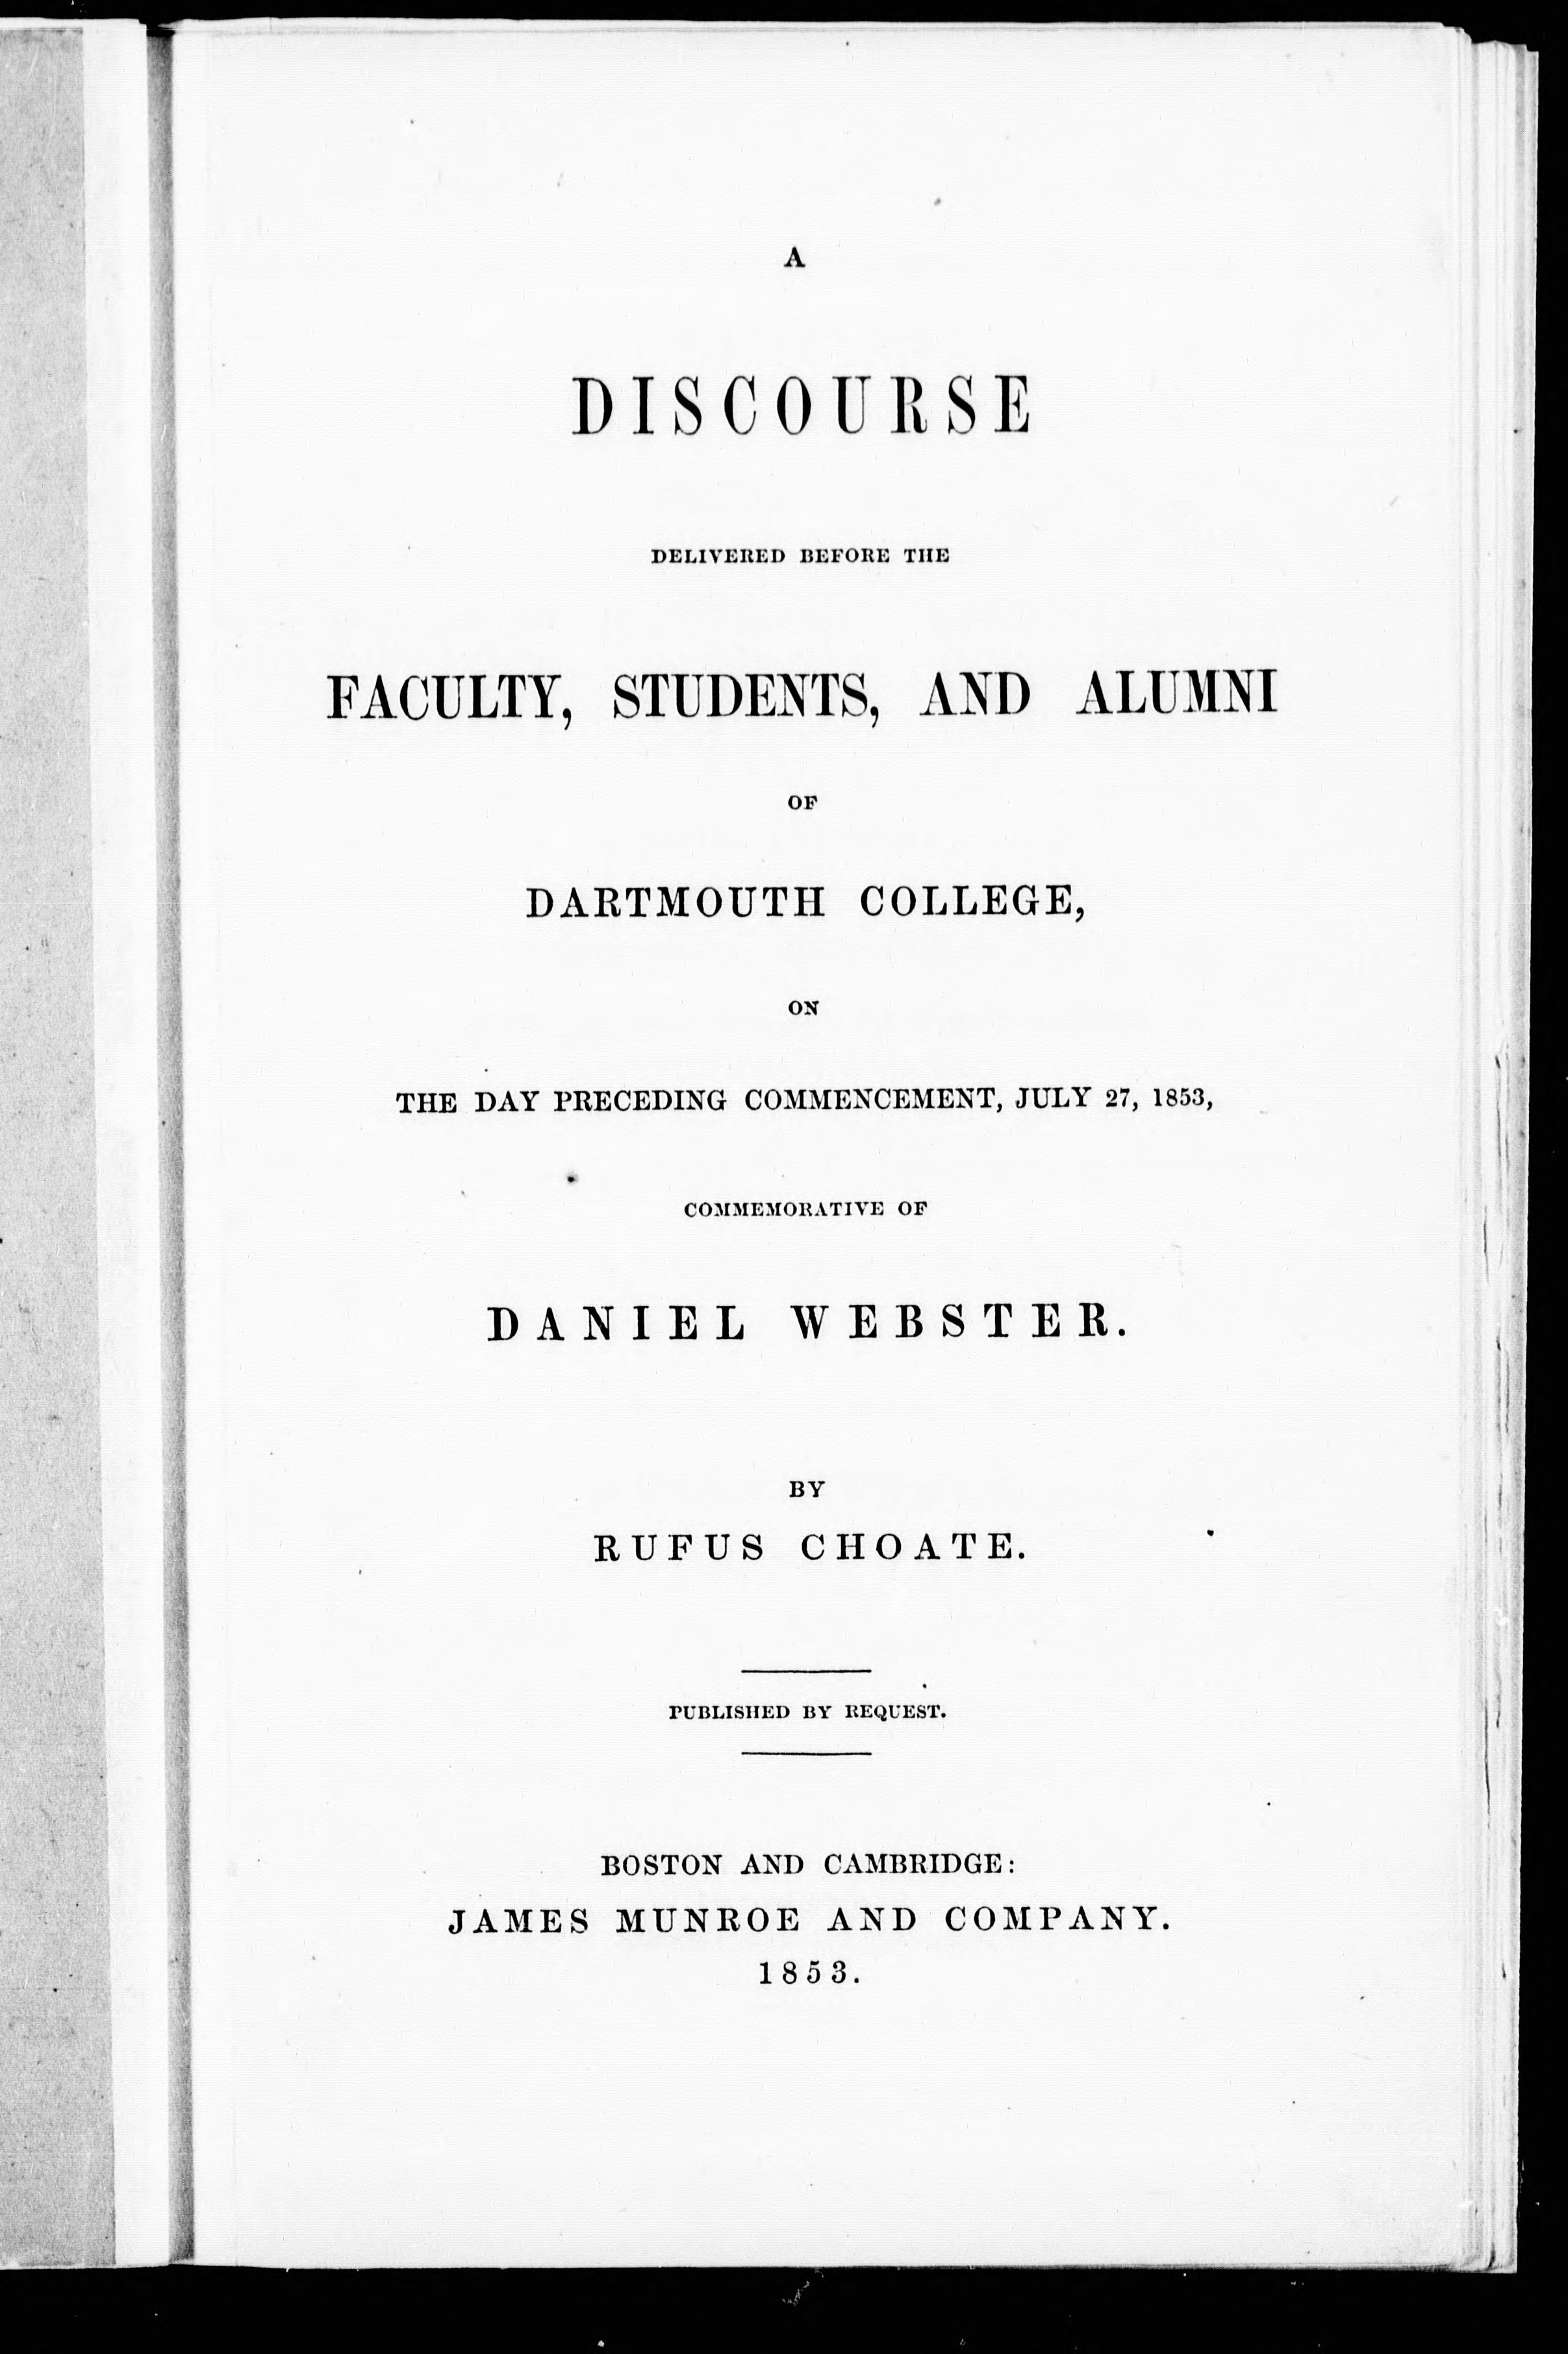 A
DISCOURSE
DELIVERED BEFORE THE
FACULTY, STUDENTS, AND ALUMNI
OF
DARTMOUTH COLLEGE,
ON
THE DAY PRECEDING COMMENCEMENT, JULY 27, 1853,
COMMEMORATIVE OF
DANIEL WEBSTER.
BY
RUFUS CHOATE.
PUBLISHED BY REQUEST.
BOSTON AND CAMBRIDGE:
JAMES MUNROE AND COMPANY.
1853.